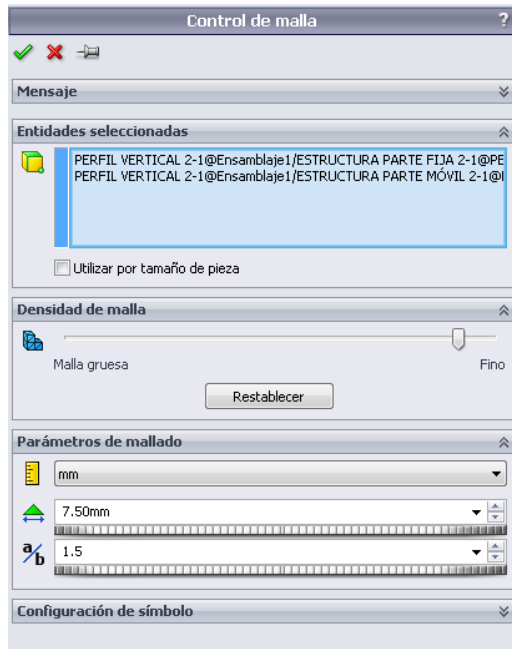 Control de malla ?
Mensaje
Entidades seleccionadas
PERFIL VERTICAL 2-1@Ensamblaje1/ESTRUCTURA PARTE FIJA 2-1@PE
PERFIL VERTICAL 2-1@Ensamblaje1/ESTRUCTURA PARTE MÓVIL 2-1@
Utilizar por tamaño de pieza
Densidad de malla
Malla gruesa Fino
Restablecer
Parámetros de mallado
mm
7.50mm
a/b 1.5
Configuración de símbolo